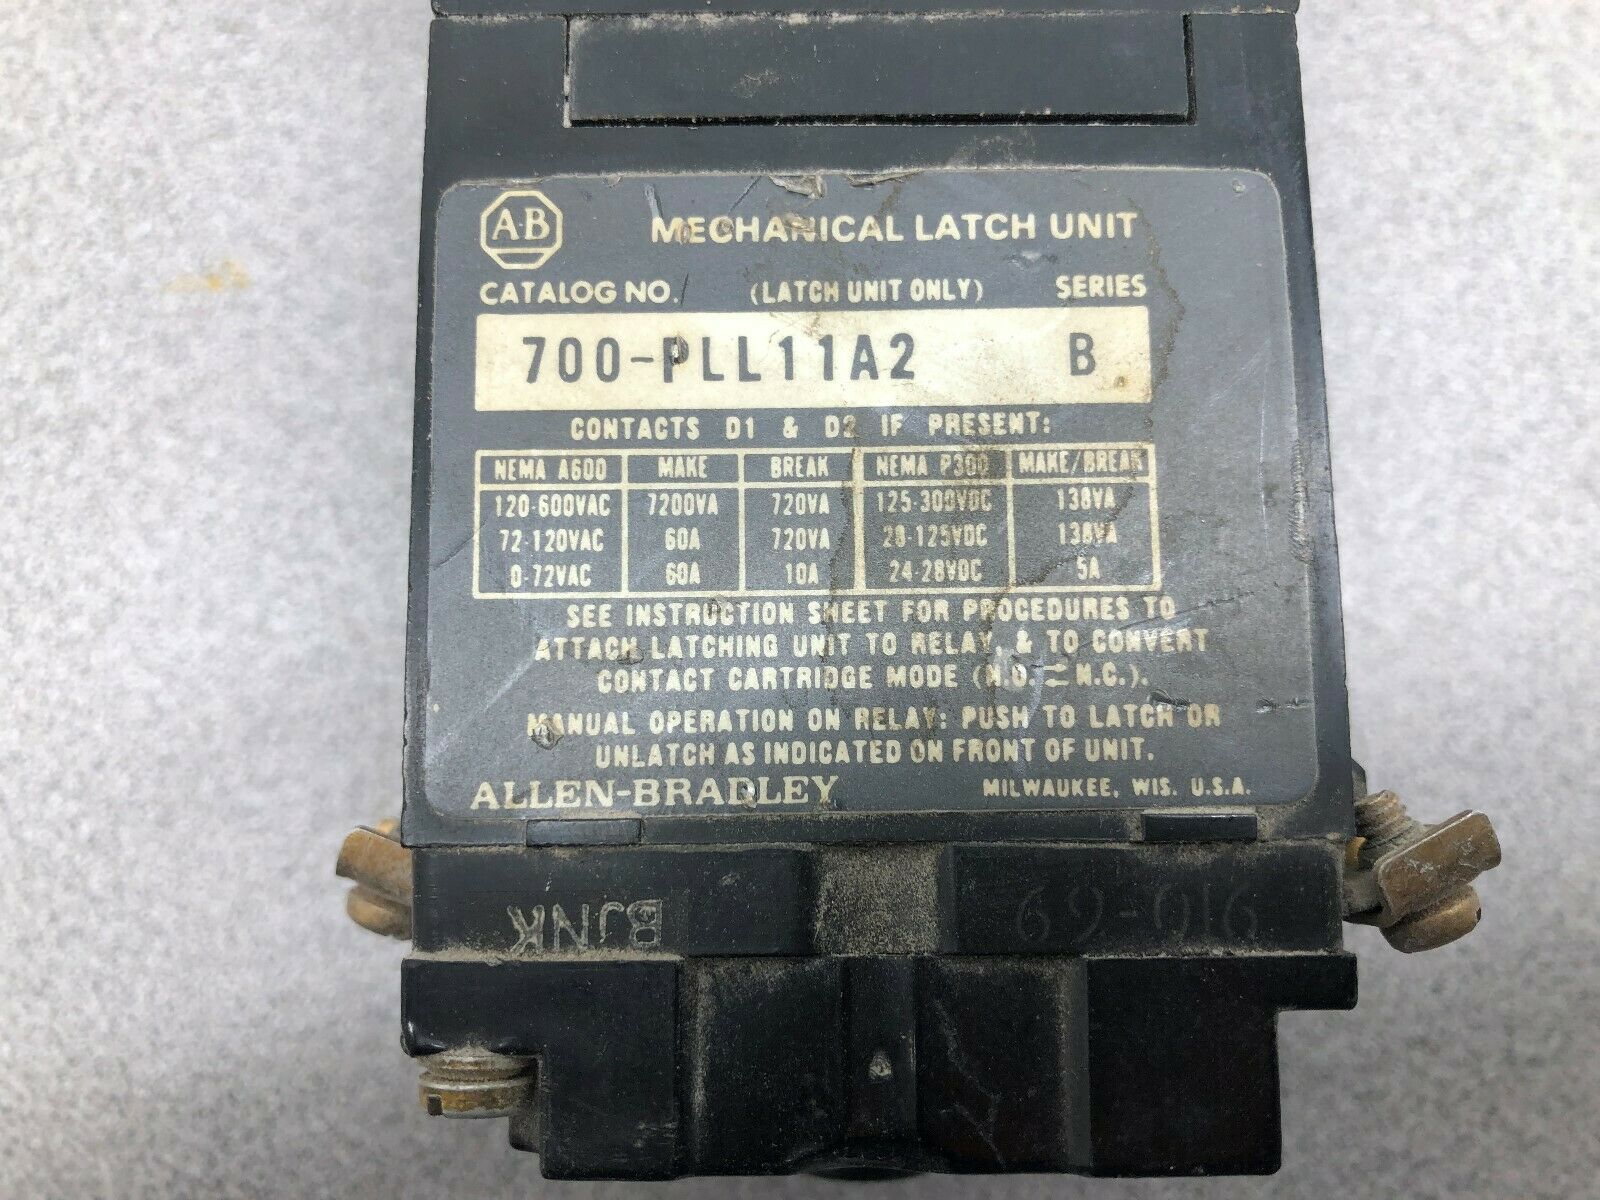 A-B
MECHANICAL LATCH UNIT
CATALOG NO. (LATCH UNIT ONLY) SERIES
700-PLL11A2 B
CONTACTS D1 & D2 IF PRESENT:
NEMA A600 MAKE BREAK NEMA P300 MAKE/BREAK
120-600VAC 7200VA 720VA 125-300VDC 138VA
72-120VAC 60A 720VA 28-125VDC 138VA
0-72VAC 60A 10A 24-28VDC 5A
SEE INSTRUCTION SHEET FOR PROCEDURES TO
ATTACH LATCHING UNIT TO RELAY, & TO CONVERT
CONTACT CARTRIDGE MODE (N.O. ⇄ N.C.).
MANUAL OPERATION ON RELAY: PUSH TO LATCH OR
UNLATCH AS INDICATED ON FRONT OF UNIT.
ALLEN-BRADLEY MILWAUKEE, WIS. U.S.A.
BJNK 69-016